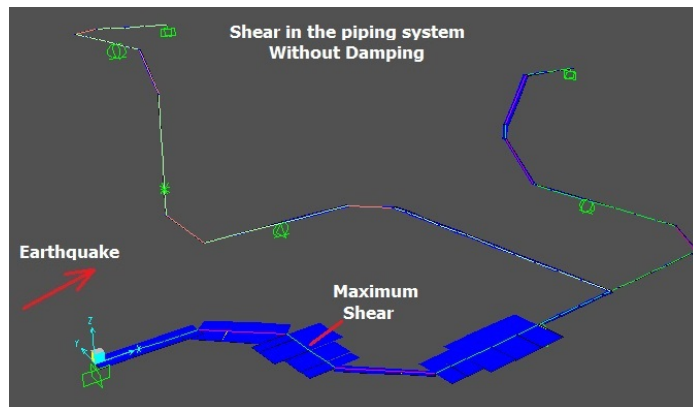 Shear in the piping system
Without Damping
Earthquake
Maximum
Shear
Z
Y
X